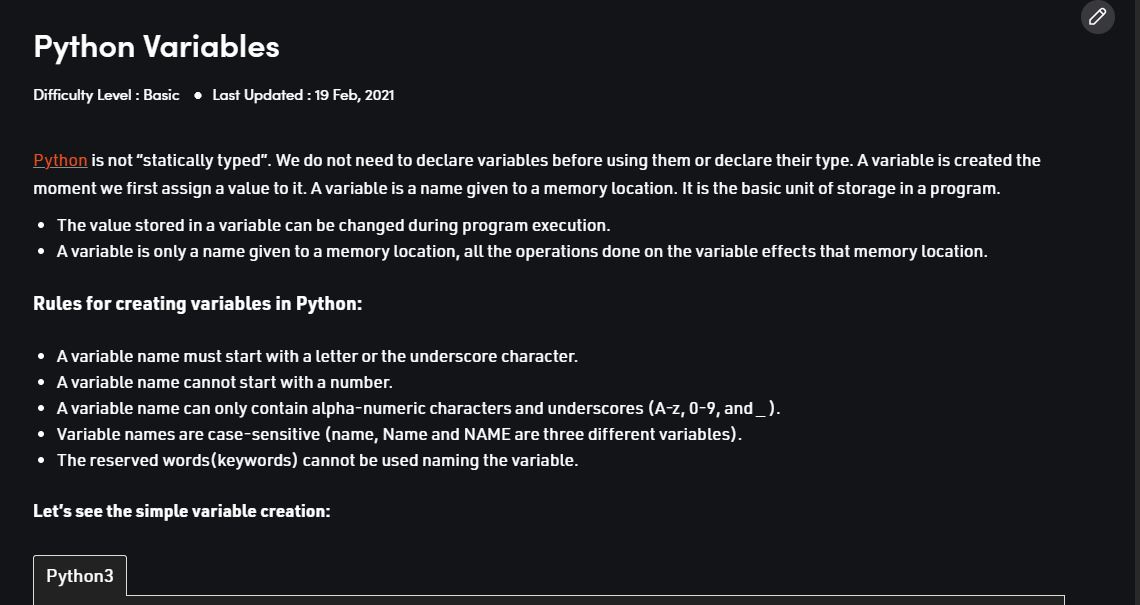 Python Variables
Difficulty Level : Basic ● Last Updated : 19 Feb, 2021
Python is not “statically typed”. We do not need to declare variables before using them or declare their type. A variable is created the
moment we first assign a value to it. A variable is a name given to a memory location. It is the basic unit of storage in a program.
• The value stored in a variable can be changed during program execution.
• A variable is only a name given to a memory location, all the operations done on the variable effects that memory location.
Rules for creating variables in Python:
• A variable name must start with a letter or the underscore character.
• A variable name cannot start with a number.
• A variable name can only contain alpha-numeric characters and underscores (A-z, 0-9, and _ ).
• Variable names are case-sensitive (name, Name and NAME are three different variables).
• The reserved words(keywords) cannot be used naming the variable.
Let’s see the simple variable creation:
Python3